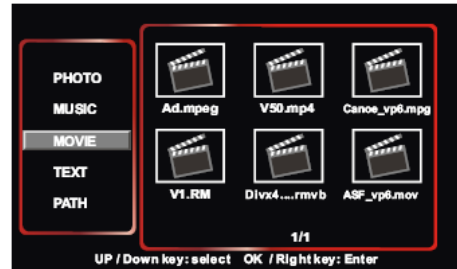 PHOTO
MUSIC
MOVIE
TEXT
PATH
Ad.mpeg V50.mp4 Canoe_vp6.mpg
V1.RM Divx4....rmvb ASF_vp6.mov
1/1
UP / Down key: select OK / Right key: Enter